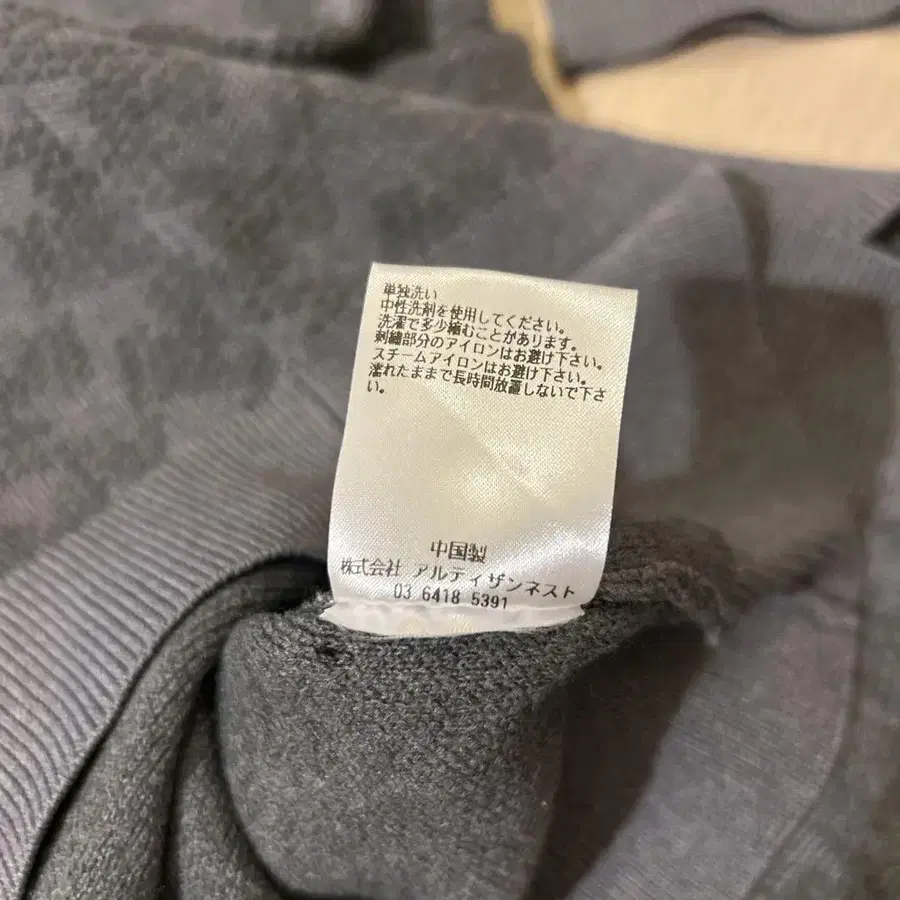 単独洗い
中性洗剤を使用してください。
洗濯で多少縮むことがあります。
刺繍部分のアイロンはお避け下さい。
スチームアイロンはお避け下さい。
濡れたままで長時間放置しないで下さ
い。
中国製
株式会社 アルティザンネスト
03 6418 5391